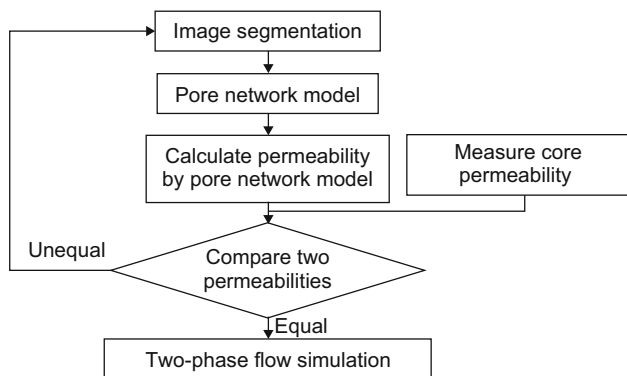 Image segmentation
Pore network model
Calculate permeability
by pore network model
Measure core
permeability
Unequal
Compare two
permeabilities
Equal
Two-phase flow simulation